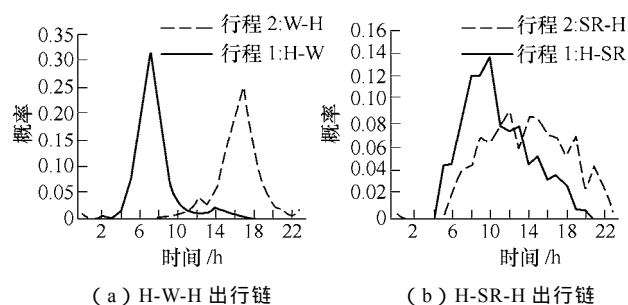 行程 2:W-H
行程 1:H-W
0.35
0.30
0.25
0.20
0.15
0.10
0.05
0
概率
2 6 10 14 18 22
时间 /h
(a) H-W-H 出行链
行程 2:SR-H
行程 1:H-SR
0.16
0.14
0.12
0.10
0.08
0.06
0.04
0.02
0
概率
2 6 10 14 18 22
时间 /h
(b) H-SR-H 出行链